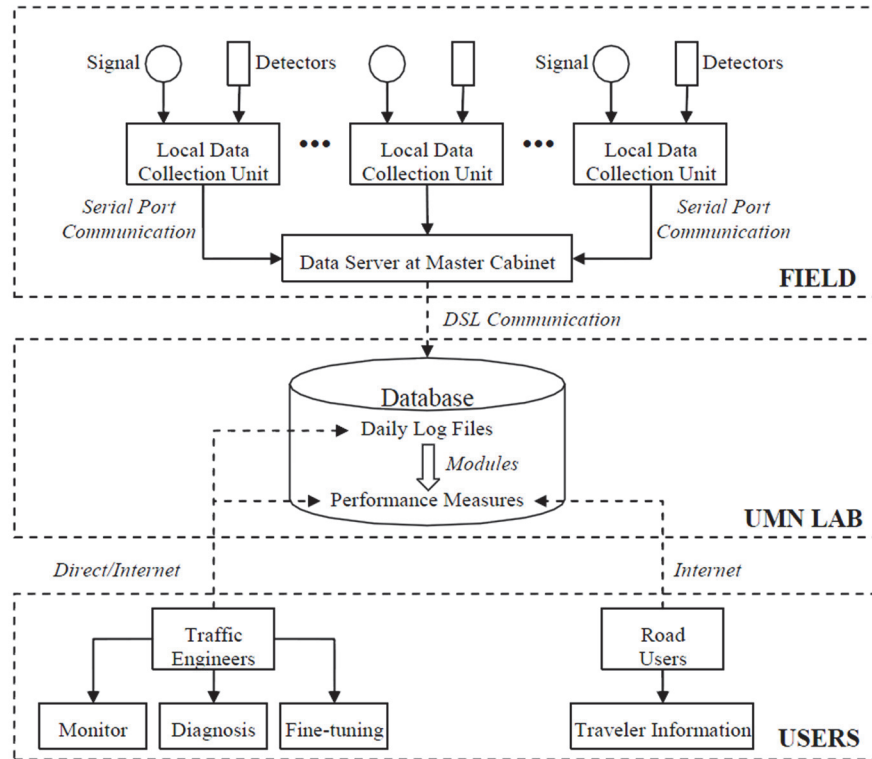 Signal
Detectors
Signal
Detectors
Local Data
Collection Unit
•••
Local Data
Collection Unit
•••
Local Data
Collection Unit
Serial Port
Communication
Serial Port
Communication
Data Server at Master Cabinet
FIELD
DSL Communication
Database
Daily Log Files
Modules
Performance Measures
UMN LAB
Direct/Internet
Internet
Traffic
Engineers
Road
Users
Monitor
Diagnosis
Fine-tuning
Traveler Information
USERS